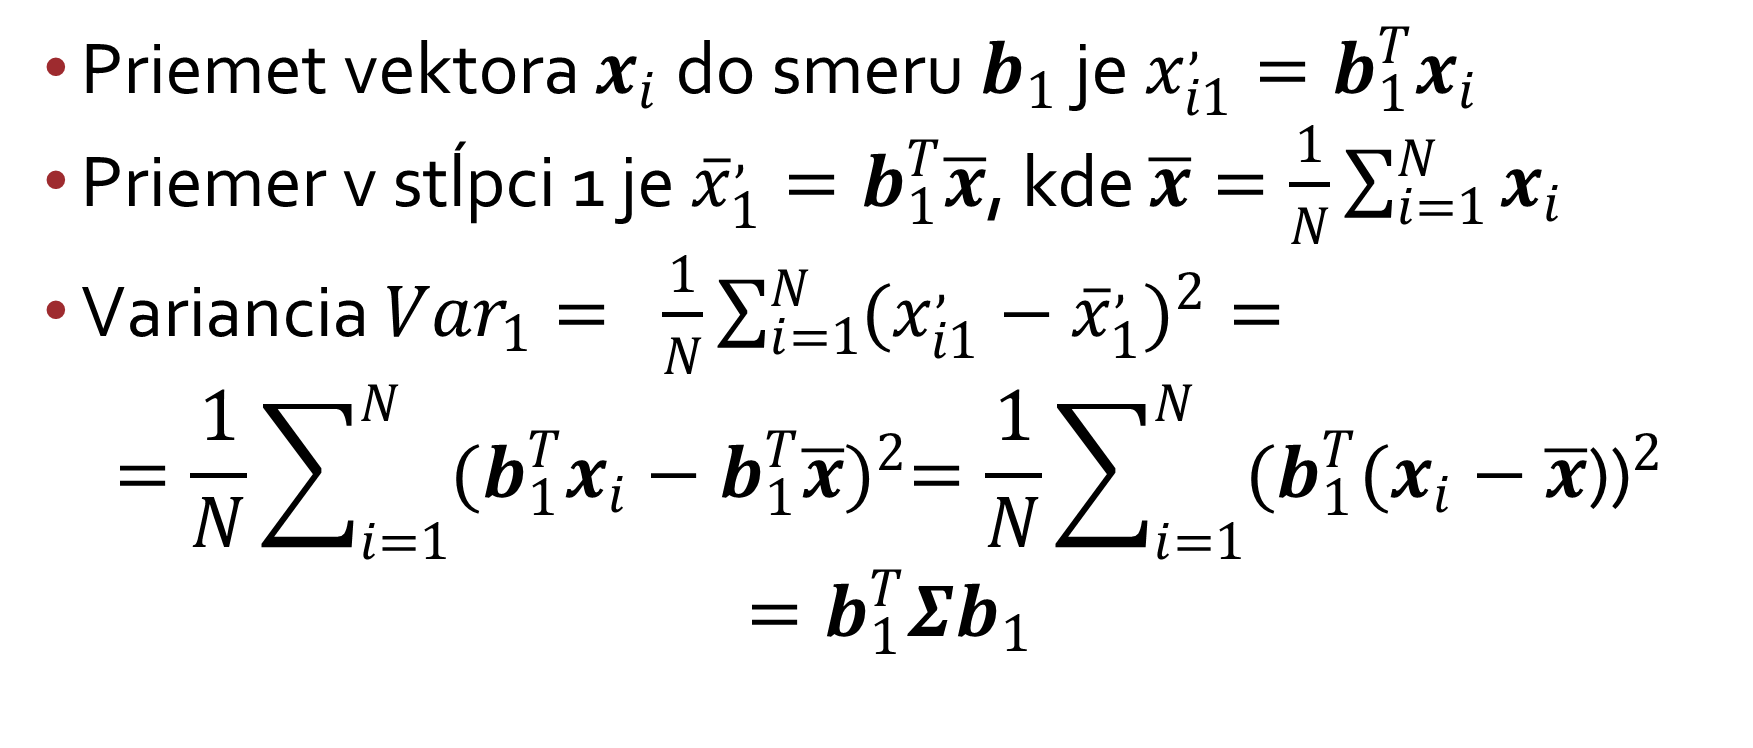 • Priemet vektora 𝒙ᵢ do smeru 𝒃₁ je x’ᵢ₁ = 𝒃₁ᵀ𝒙ᵢ
• Priemer v stĺpci 1 je x̄’₁ = 𝒃₁ᵀ𝒙̅, kde 𝒙̅ = 1/N ∑ᵢ₌₁ᴺ 𝒙ᵢ
• Variancia Var₁ = 1/N ∑ᵢ₌₁ᴺ (x’ᵢ₁ − x̄’₁)² =
= 1/N ∑ᵢ₌₁ᴺ (𝒃₁ᵀ𝒙ᵢ − 𝒃₁ᵀ𝒙̅)² = 1/N ∑ᵢ₌₁ᴺ (𝒃₁ᵀ(𝒙ᵢ − 𝒙̅))²
= 𝒃₁ᵀ𝜮𝒃₁